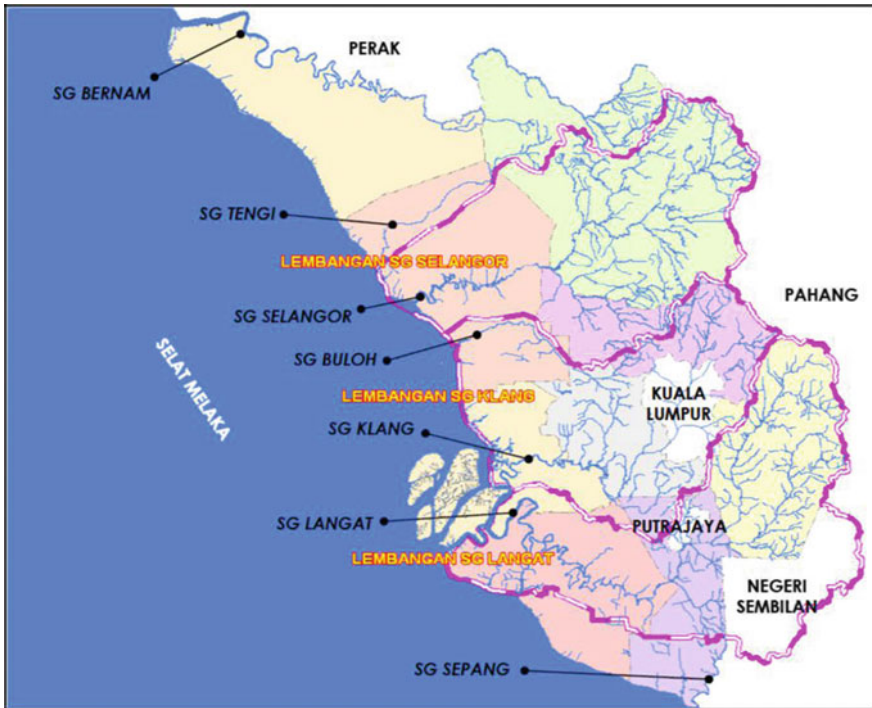 PERAK
SG BERNAM
SG TENGI
LEMBANGAN SG SELANGOR
SG SELANGOR
PAHANG
SG BULOH
SELAT MELAKA
LEMBANGAN SG KLANG
KUALA
LUMPUR
SG KLANG
SG LANGAT
PUTRAJAYA
LEMBANGAN SG LANGAT
NEGERI
SEMBILAN
SG SEPANG